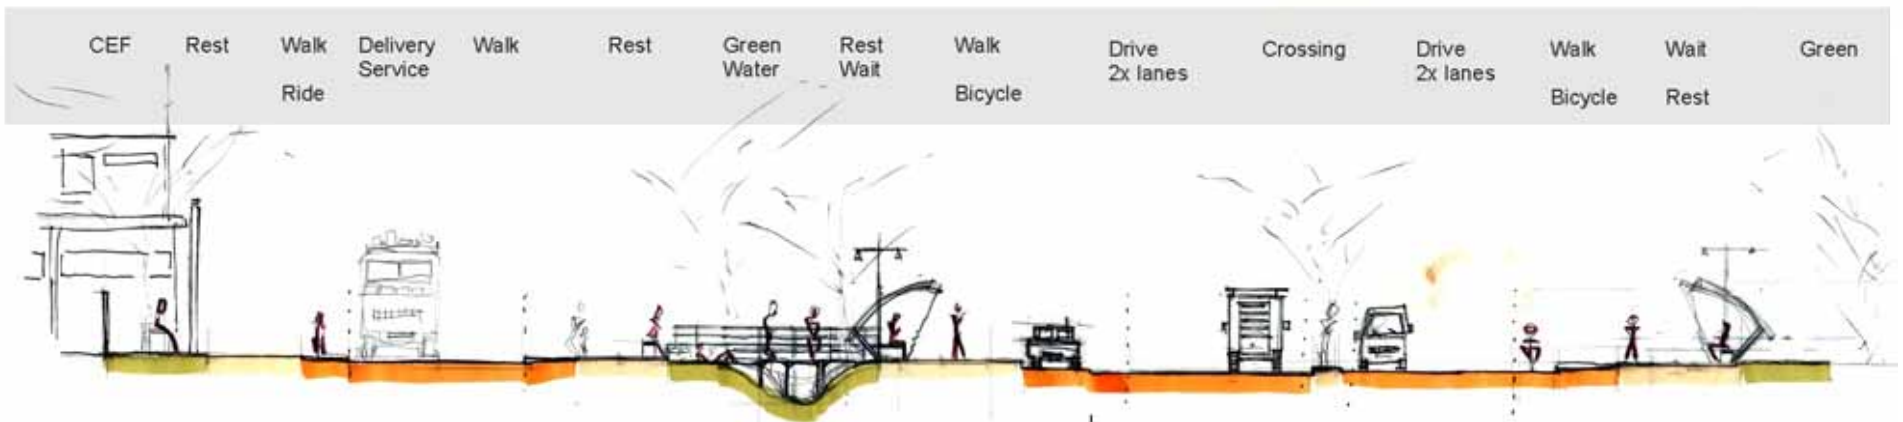 CEF
Rest
Walk
Ride
Delivery
Service
Walk
Rest
Green
Water
Rest
Wait
Walk
Bicycle
Drive
2x lanes
Crossing
Drive
2x lanes
Walk
Bicycle
Wait
Rest
Green